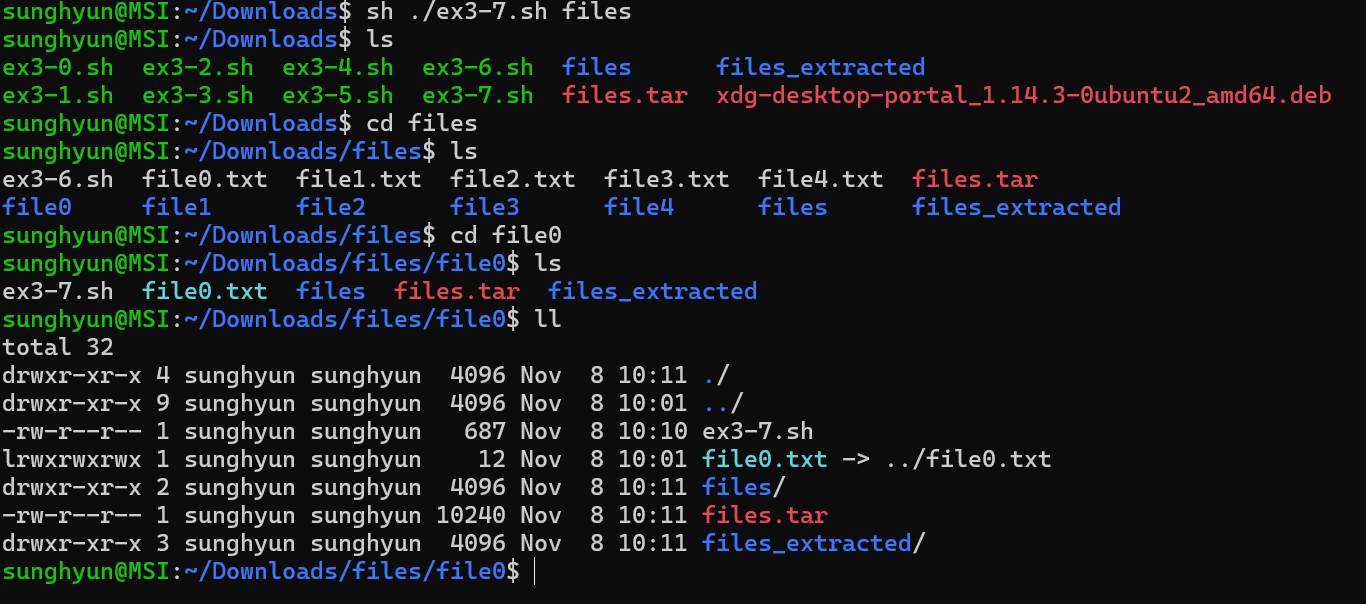 sunghyun@MSI:~/Downloads$ sh ./ex3-7.sh files
sunghyun@MSI:~/Downloads$ ls
ex3-0.sh  ex3-2.sh  ex3-4.sh  ex3-6.sh  files      files_extracted
ex3-1.sh  ex3-3.sh  ex3-5.sh  ex3-7.sh  files.tar  xdg-desktop-portal_1.14.3-0ubuntu2_amd64.deb
sunghyun@MSI:~/Downloads$ cd files
sunghyun@MSI:~/Downloads/files$ ls
ex3-6.sh  file0.txt  file1.txt  file2.txt  file3.txt  file4.txt  files.tar
file0     file1      file2      file3      file4      files      files_extracted
sunghyun@MSI:~/Downloads/files$ cd file0
sunghyun@MSI:~/Downloads/files/file0$ ls
ex3-7.sh  file0.txt  files  files.tar  files_extracted
sunghyun@MSI:~/Downloads/files/file0$ ll
total 32
drwxr-xr-x 4 sunghyun sunghyun  4096 Nov  8 10:11 ./
drwxr-xr-x 9 sunghyun sunghyun  4096 Nov  8 10:01 ../
-rw-r--r-- 1 sunghyun sunghyun   687 Nov  8 10:10 ex3-7.sh
lrwxrwxrwx 1 sunghyun sunghyun    12 Nov  8 10:01 file0.txt -> ../file0.txt
drwxr-xr-x 2 sunghyun sunghyun  4096 Nov  8 10:11 files/
-rw-r--r-- 1 sunghyun sunghyun 10240 Nov  8 10:11 files.tar
drwxr-xr-x 3 sunghyun sunghyun  4096 Nov  8 10:11 files_extracted/
sunghyun@MSI:~/Downloads/files/file0$